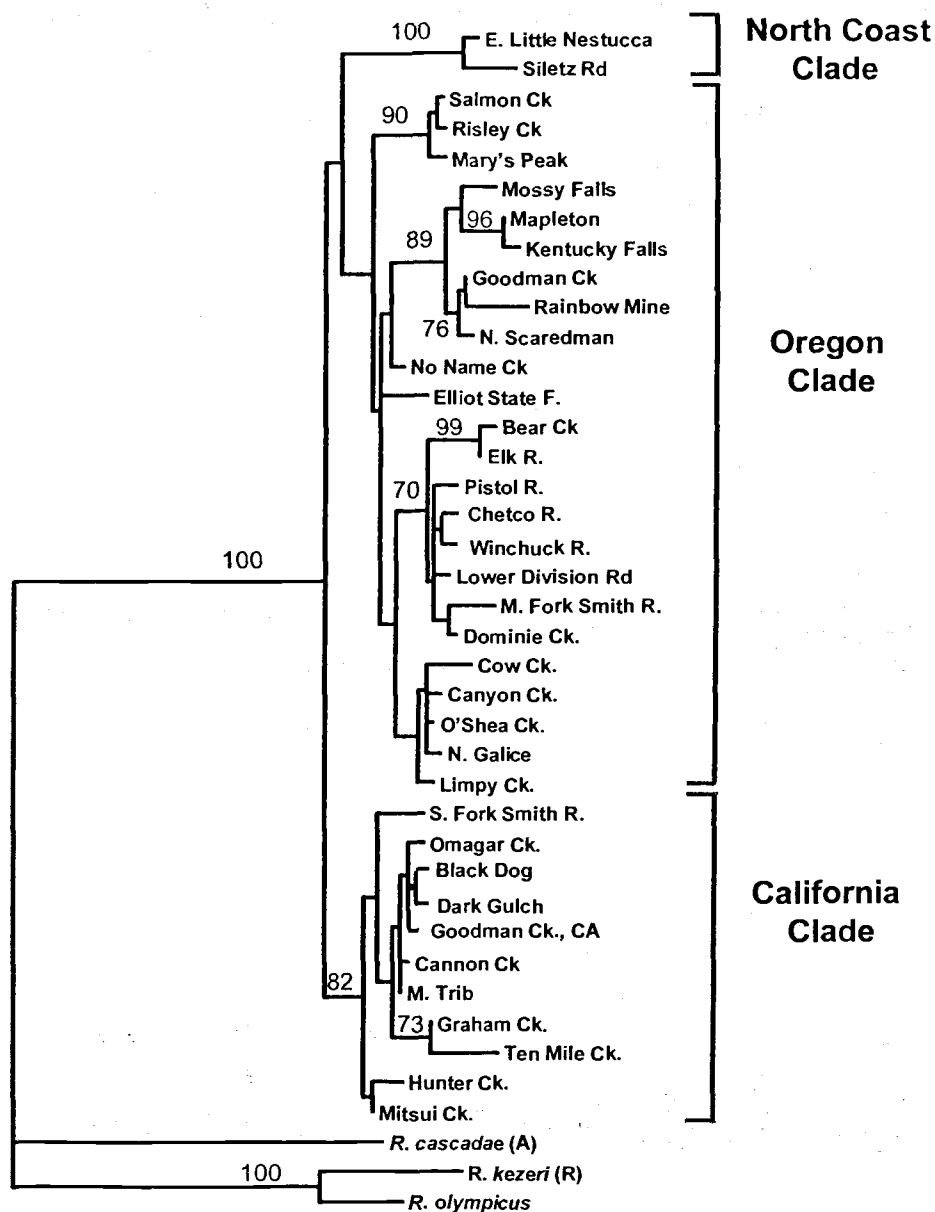 100
E. Little Nestucca
Siletz Rd
North Coast
Clade
90
Salmon Ck
Risley Ck
Mary's Peak
Mossy Falls
96
Mapleton
Kentucky Falls
89
Goodman Ck
Rainbow Mine
76
N. Scaredman
No Name Ck
Elliot State F.
Oregon
Clade
99
Bear Ck
Elk R.
70
Pistol R.
Chetco R.
Winchuck R.
Lower Division Rd
M. Fork Smith R.
Dominie Ck.
100
Cow Ck.
Canyon Ck.
O'Shea Ck.
N. Galice
Limpy Ck.
S. Fork Smith R.
Omagar Ck.
Black Dog
Dark Gulch
Goodman Ck., CA
Cannon Ck
M. Trib
California
Clade
82
73
Graham Ck.
Ten Mile Ck.
Hunter Ck.
Mitsui Ck.
R. cascadae (A)
100
R. kezeri (R)
R. olympicus